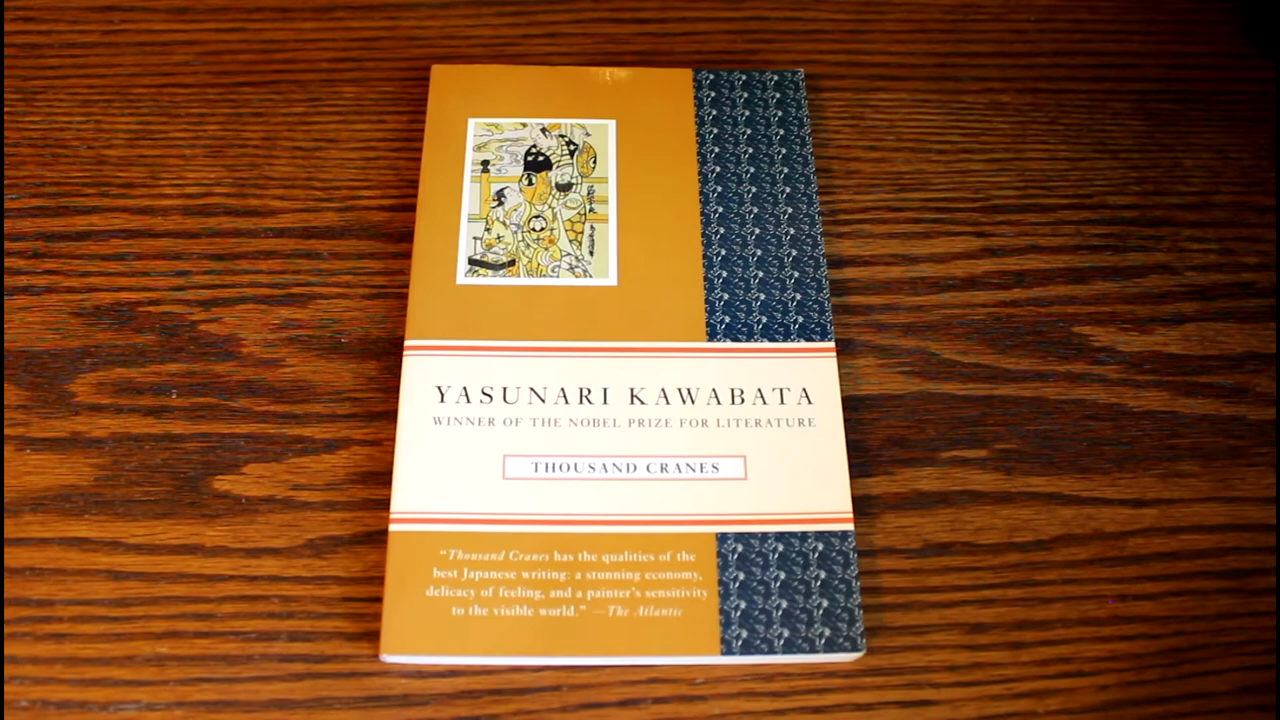 YASUNARI KAWABATA
WINNER OF THE NOBEL PRIZE FOR LITERATURE
THOUSAND CRANES
“Thousand Cranes has the qualities of the
best Japanese writing: a stunning economy,
delicacy of feeling, and a painter's sensitivity
to the visible world.” —The Atlantic